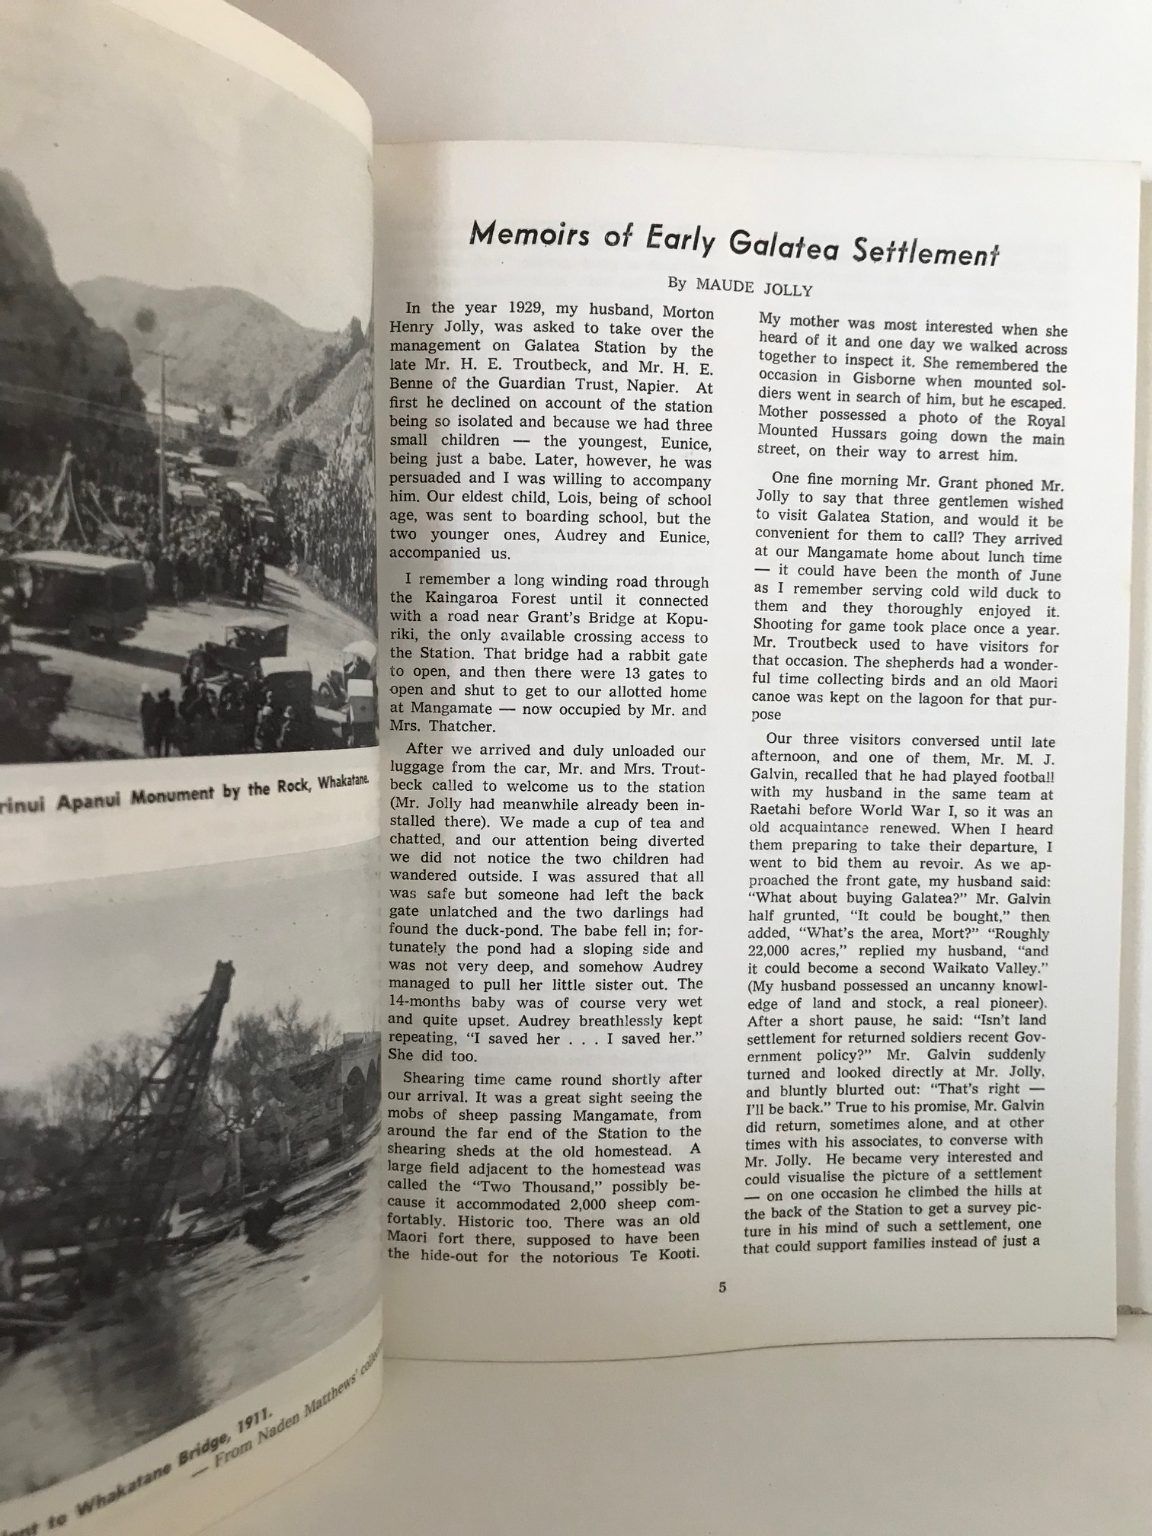 rinui Apanui Monument by the Rock, Whakatane.
to Whakatane Bridge, 1911.
— From Naden Matthews'
Memoirs of Early Galatea Settlement
By MAUDE JOLLY
In the year 1929, my husband, Morton
Henry Jolly, was asked to take over the
management on Galatea Station by the
late Mr. H. E. Troutbeck, and Mr. H. E.
Benne of the Guardian Trust, Napier. At
first he declined on account of the station
being so isolated and because we had three
small children — the youngest, Eunice,
being just a babe. Later, however, he was
persuaded and I was willing to accompany
him. Our eldest child, Lois, being of school
age, was sent to boarding school, but the
two younger ones, Audrey and Eunice,
accompanied us.
I remember a long winding road through
the Kaingaroa Forest until it connected
with a road near Grant's Bridge at Kopu-
riki, the only available crossing access to
the Station. That bridge had a rabbit gate
to open, and then there were 13 gates to
open and shut to get to our allotted home
at Mangamate — now occupied by Mr. and
Mrs. Thatcher.
After we arrived and duly unloaded our
luggage from the car, Mr. and Mrs. Trout-
beck called to welcome us to the station
(Mr. Jolly had meanwhile already been in-
stalled there). We made a cup of tea and
chatted, and our attention being diverted
we did not notice the two children had
wandered outside. I was assured that all
was safe but someone had left the back
gate unlatched and the two darlings had
found the duck-pond. The babe fell in; for-
tunately the pond had a sloping side and
was not very deep, and somehow Audrey
managed to pull her little sister out. The
14-months baby was of course very wet
and quite upset. Audrey breathlessly kept
repeating, "I saved her . . . I saved her."
She did too.
Shearing time came round shortly after
our arrival. It was a great sight seeing the
mobs of sheep passing Mangamate, from
around the far end of the Station to the
shearing sheds at the old homestead. A
large field adjacent to the homestead was
called the "Two Thousand," possibly be-
cause it accommodated 2,000 sheep com-
fortably. Historic too. There was an old
Maori fort there, supposed to have been
the hide-out for the notorious Te Kooti.
My mother was most interested when she
heard of it and one day we walked across
together to inspect it. She remembered the
occasion in Gisborne when mounted sol-
diers went in search of him, but he escaped.
Mother possessed a photo of the Royal
Mounted Hussars going down the main
street, on their way to arrest him.
One fine morning Mr. Grant phoned Mr.
Jolly to say that three gentlemen wished
to visit Galatea Station, and would it be
convenient for them to call? They arrived
at our Mangamate home about lunch time
— it could have been the month of June
as I remember serving cold wild duck to
them and they thoroughly enjoyed it.
Shooting for game took place once a year.
Mr. Troutbeck used to have visitors for
that occasion. The shepherds had a wonder-
ful time collecting birds and an old Maori
canoe was kept on the lagoon for that pur-
pose
Our three visitors conversed until late
afternoon, and one of them, Mr. M. J.
Galvin, recalled that he had played football
with my husband in the same team at
Raetahi before World War I, so it was an
old acquaintance renewed. When I heard
them preparing to take their departure, I
went to bid them au revoir. As we ap-
proached the front gate, my husband said:
"What about buying Galatea?" Mr. Galvin
half grunted, "It could be bought," then
added, "What's the area, Mort?" "Roughly
22,000 acres," replied my husband, "and
it could become a second Waikato Valley."
(My husband possessed an uncanny knowl-
edge of land and stock, a real pioneer).
After a short pause, he said: "Isn't land
settlement for returned soldiers recent Gov-
ernment policy?" Mr. Galvin suddenly
turned and looked directly at Mr. Jolly,
and bluntly blurted out: "That's right —
I'll be back." True to his promise, Mr. Galvin
did return, sometimes alone, and at other
times with his associates, to converse with
Mr. Jolly. He became very interested and
could visualise the picture of a settlement
— on one occasion he climbed the hills at
the back of the Station to get a survey pic-
ture in his mind of such a settlement, one
that could support families instead of just a
5